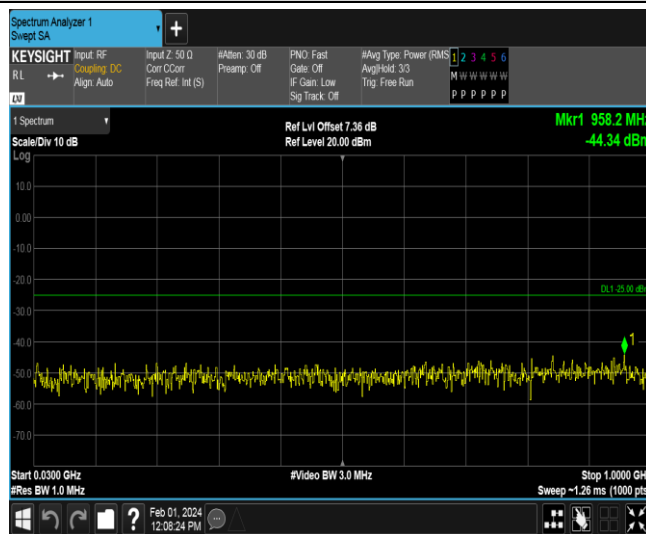 Spectrum Analyzer 1
Swept SA
+
KEYSIGHT
RL
LXI
Input: RF
Coupling: DC
Align: Auto
Input Z: 50 Ω
Corr CCorr
Freq Ref: Int (S)
#Atten: 30 dB
Preamp: Off
PNO: Fast
Gate: Off
IF Gain: Low
Sig Track: Off
#Avg Type: Power (RMS
Avg|Hold: 3/3
Trig: Free Run
1 2 3 4 5 6
M W W W W W
P P P P P P
1 Spectrum
Scale/Div 10 dB
Log
Ref Lvl Offset 7.36 dB
Ref Level 20.00 dBm
Mkr1 958.2 MHz
-44.34 dBm
10.0
0.00
-10.0
-20.0
DL1 -25.00 dBm
-30.0
-40.0
1
-50.0
-60.0
-70.0
Start 0.0300 GHz
#Res BW 1.0 MHz
#Video BW 3.0 MHz
Stop 1.0000 GHz
Sweep ~1.26 ms (1000 pts
?
Feb 01, 2024
12:08:24 PM